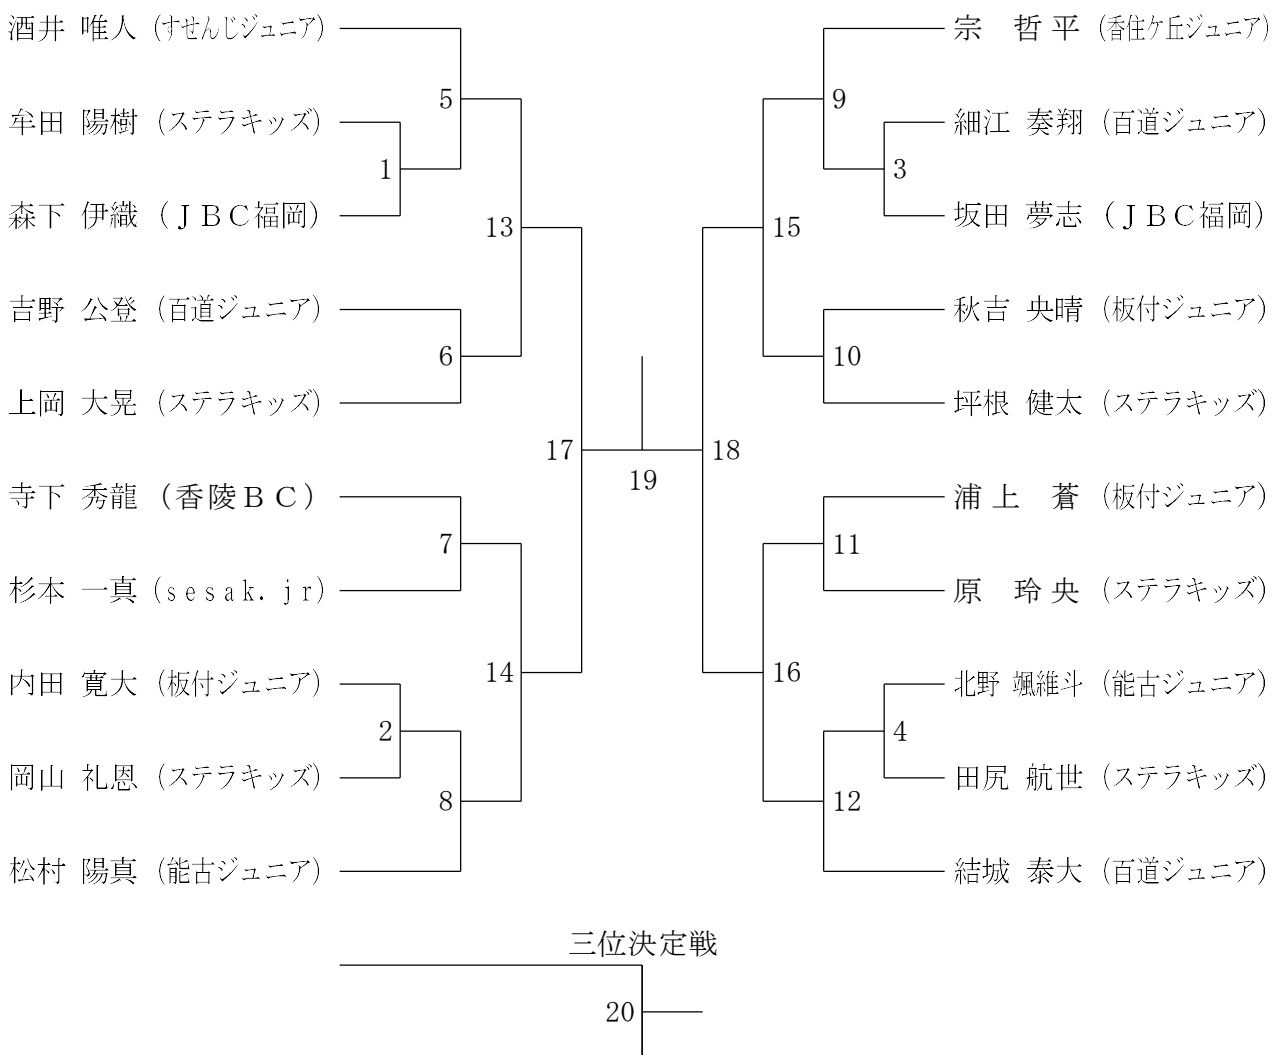 酒井 唯人 (すせんじジュニア)
牟田 陽樹 (ステラキッズ)
森下 伊織 (ＪＢＣ福岡)
吉野 公登 (百道ジュニア)
上岡 大晃 (ステラキッズ)
寺下 秀龍 (香陵ＢＣ)
杉本 一真 (sesak.jr)
内田 寛大 (板付ジュニア)
岡山 礼恩 (ステラキッズ)
松村 陽真 (能古ジュニア)
5
1
13
6
17
7
14
2
8
19
9
3
15
10
18
11
16
4
12
宗 哲平 (香住ケ丘ジュニア)
細江 奏翔 (百道ジュニア)
坂田 夢志 (ＪＢＣ福岡)
秋吉 央晴 (板付ジュニア)
坪根 健太 (ステラキッズ)
浦上 蒼 (板付ジュニア)
原 玲央 (ステラキッズ)
北野 颯維斗 (能古ジュニア)
田尻 航世 (ステラキッズ)
結城 泰大 (百道ジュニア)
三位決定戦
20